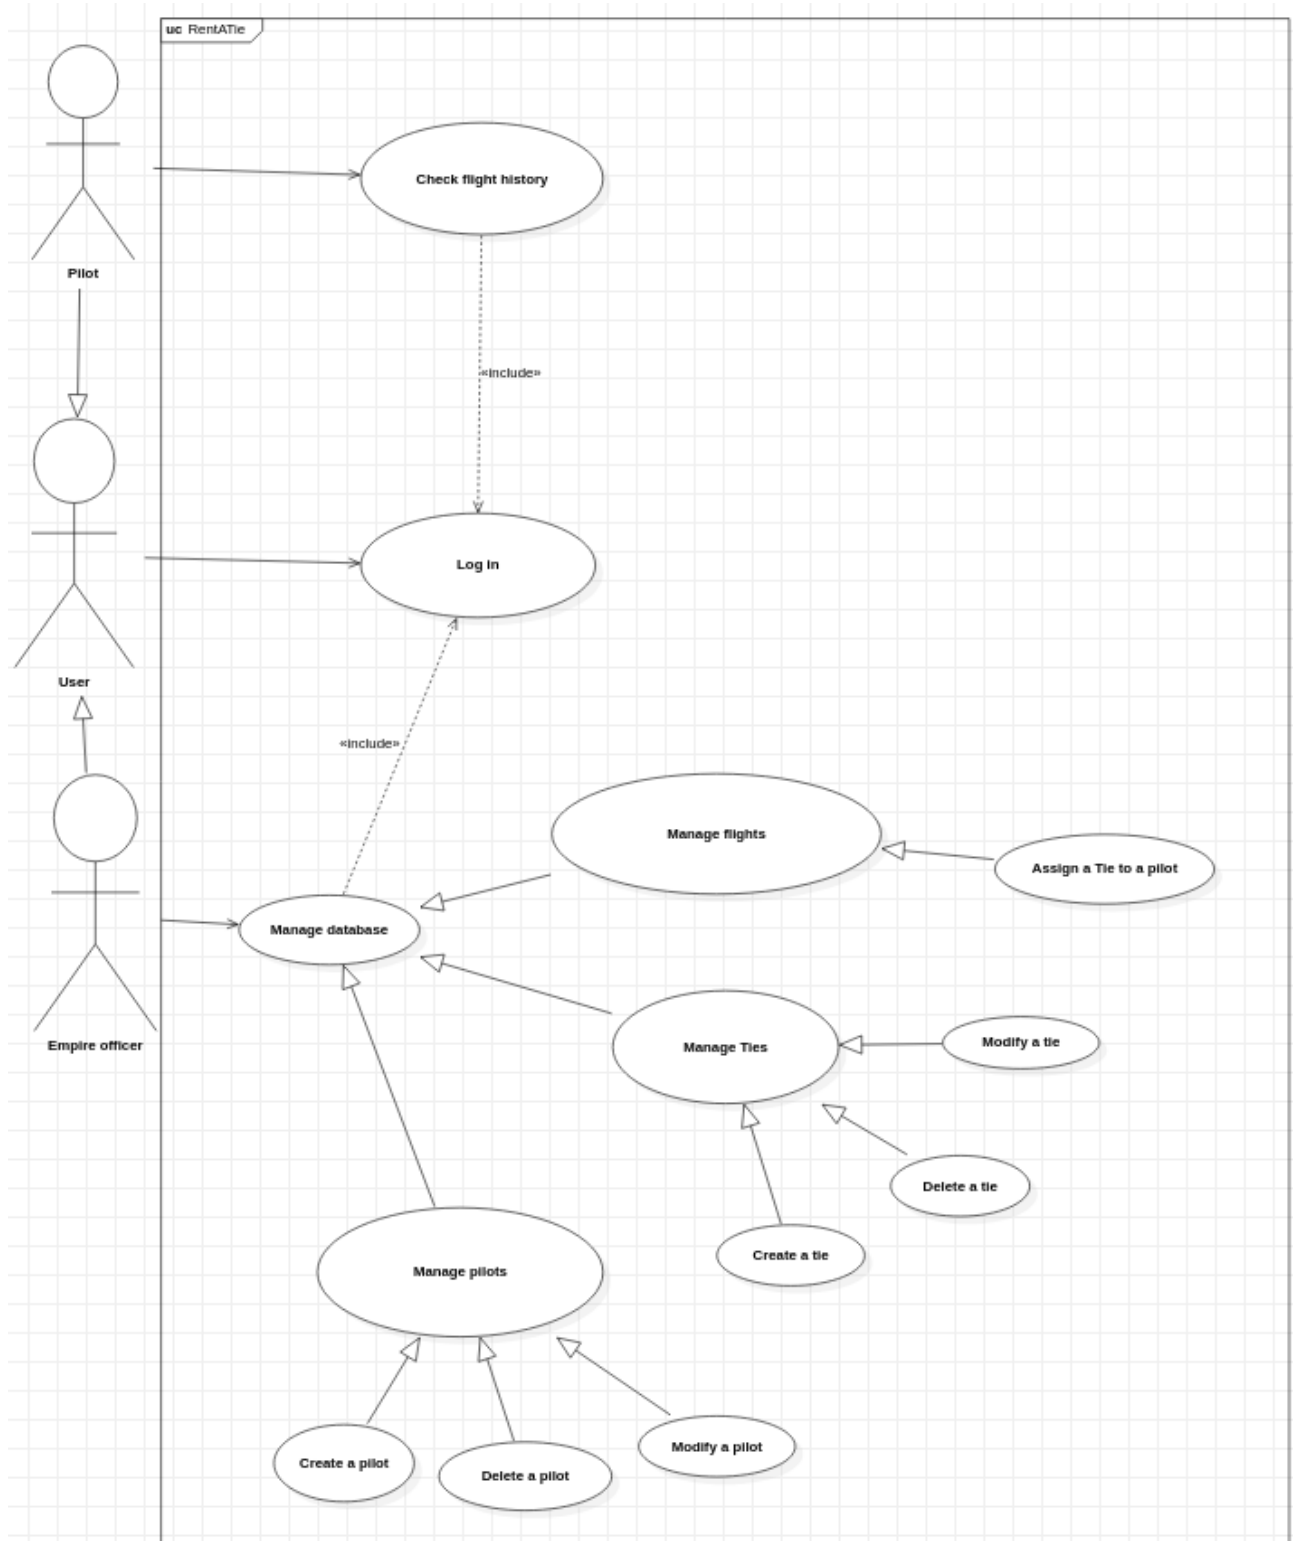 uc RentATie
Check flight history
Pilot
«include»
Log in
User
«include»
Manage flights
Assign a Tie to a pilot
Manage database
Empire officer
Manage Ties
Modify a tie
Delete a tie
Create a tie
Manage pilots
Create a pilot
Delete a pilot
Modify a pilot